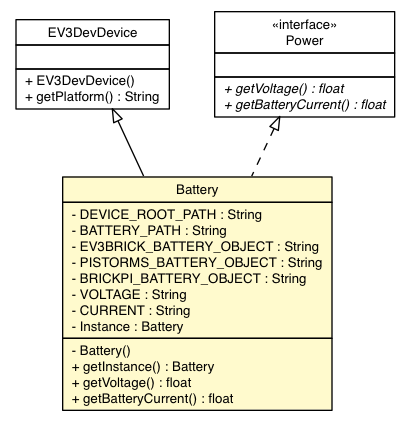 EV3DevDevice
+ EV3DevDevice()
+ getPlatform() : String
«interface»
Power
+ getVoltage() : float
+ getBatteryCurrent() : float
Battery
- DEVICE_ROOT_PATH : String
- BATTERY_PATH : String
- EV3BRICK_BATTERY_OBJECT : String
- PISTORMS_BATTERY_OBJECT : String
- BRICKPI_BATTERY_OBJECT : String
- VOLTAGE : String
- CURRENT : String
- Instance : Battery
- Battery()
+ getInstance() : Battery
+ getVoltage() : float
+ getBatteryCurrent() : float